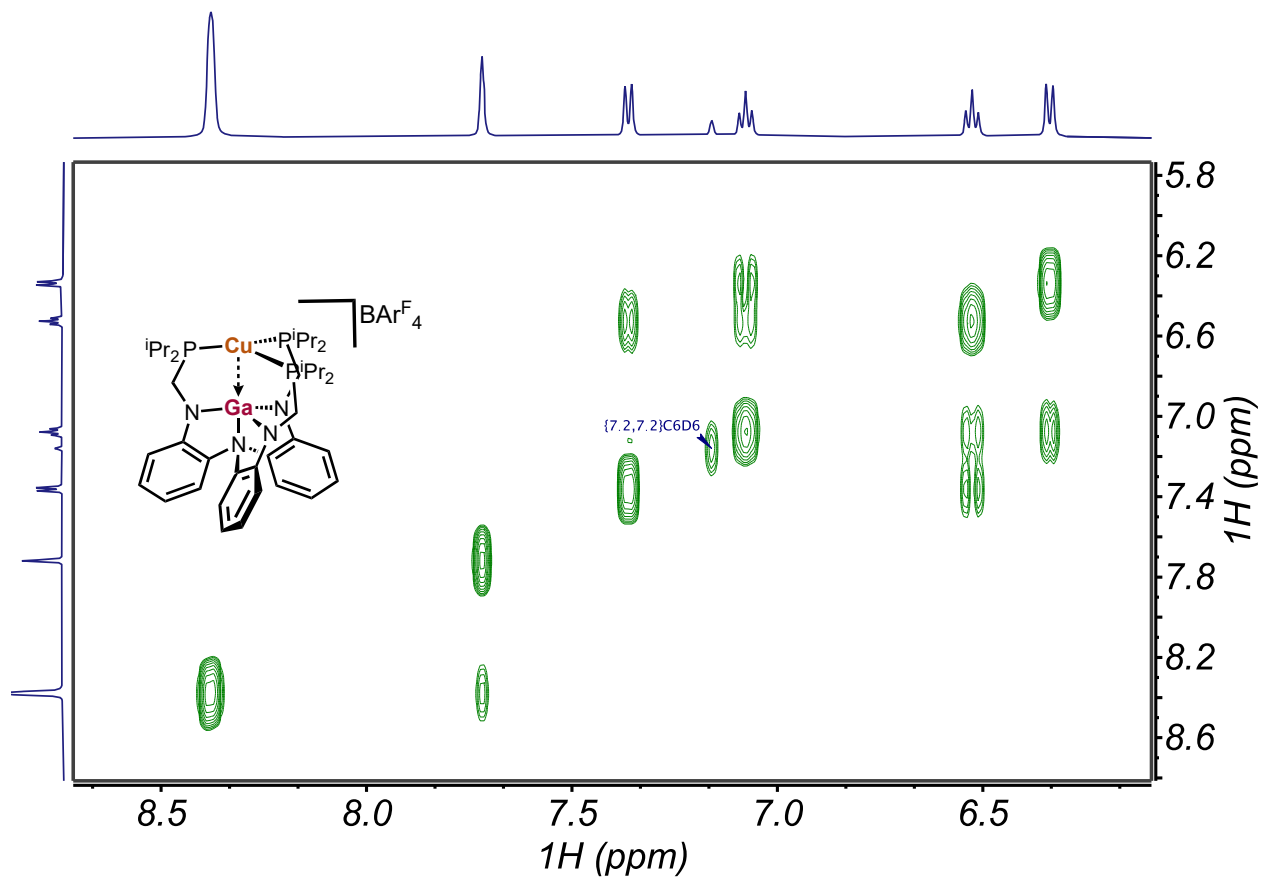 5.8
6.2
6.6
7.0
7.4
7.8
8.2
8.6
1H (ppm)
BArF4
iPr2P
Cu
PiPr2
PiPr2
N
Ga
N
N
N
{7.2,7.2}C6D6
8.5
8.0
7.5
7.0
6.5
1H (ppm)